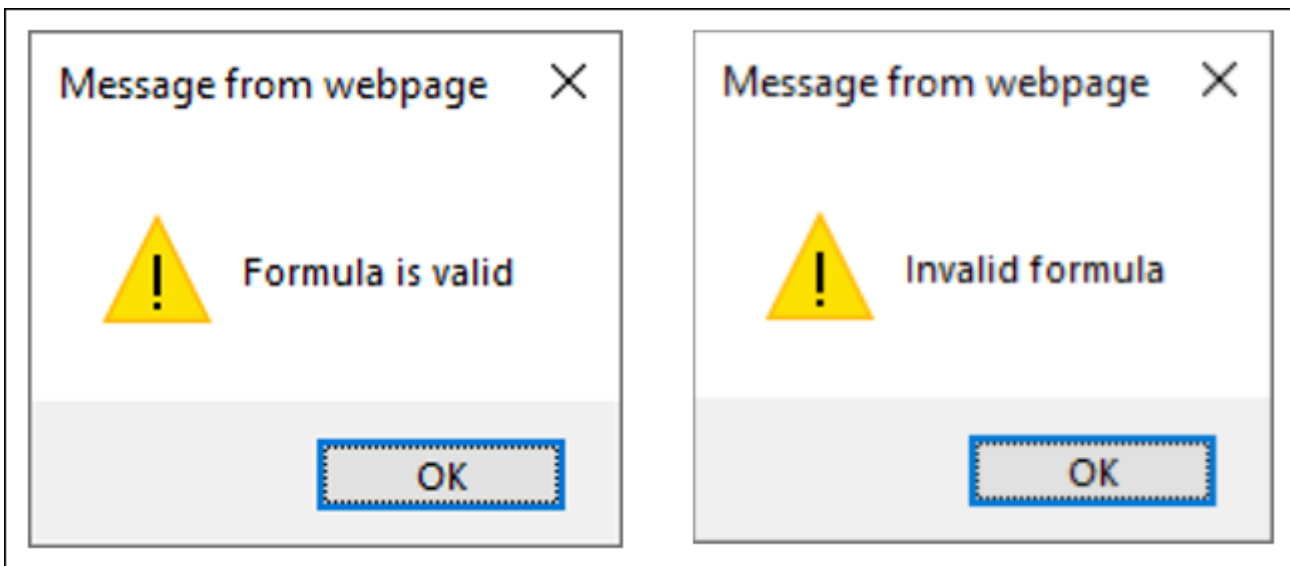 Message from webpage
Formula is valid
OK
Message from webpage
Invalid formula
OK